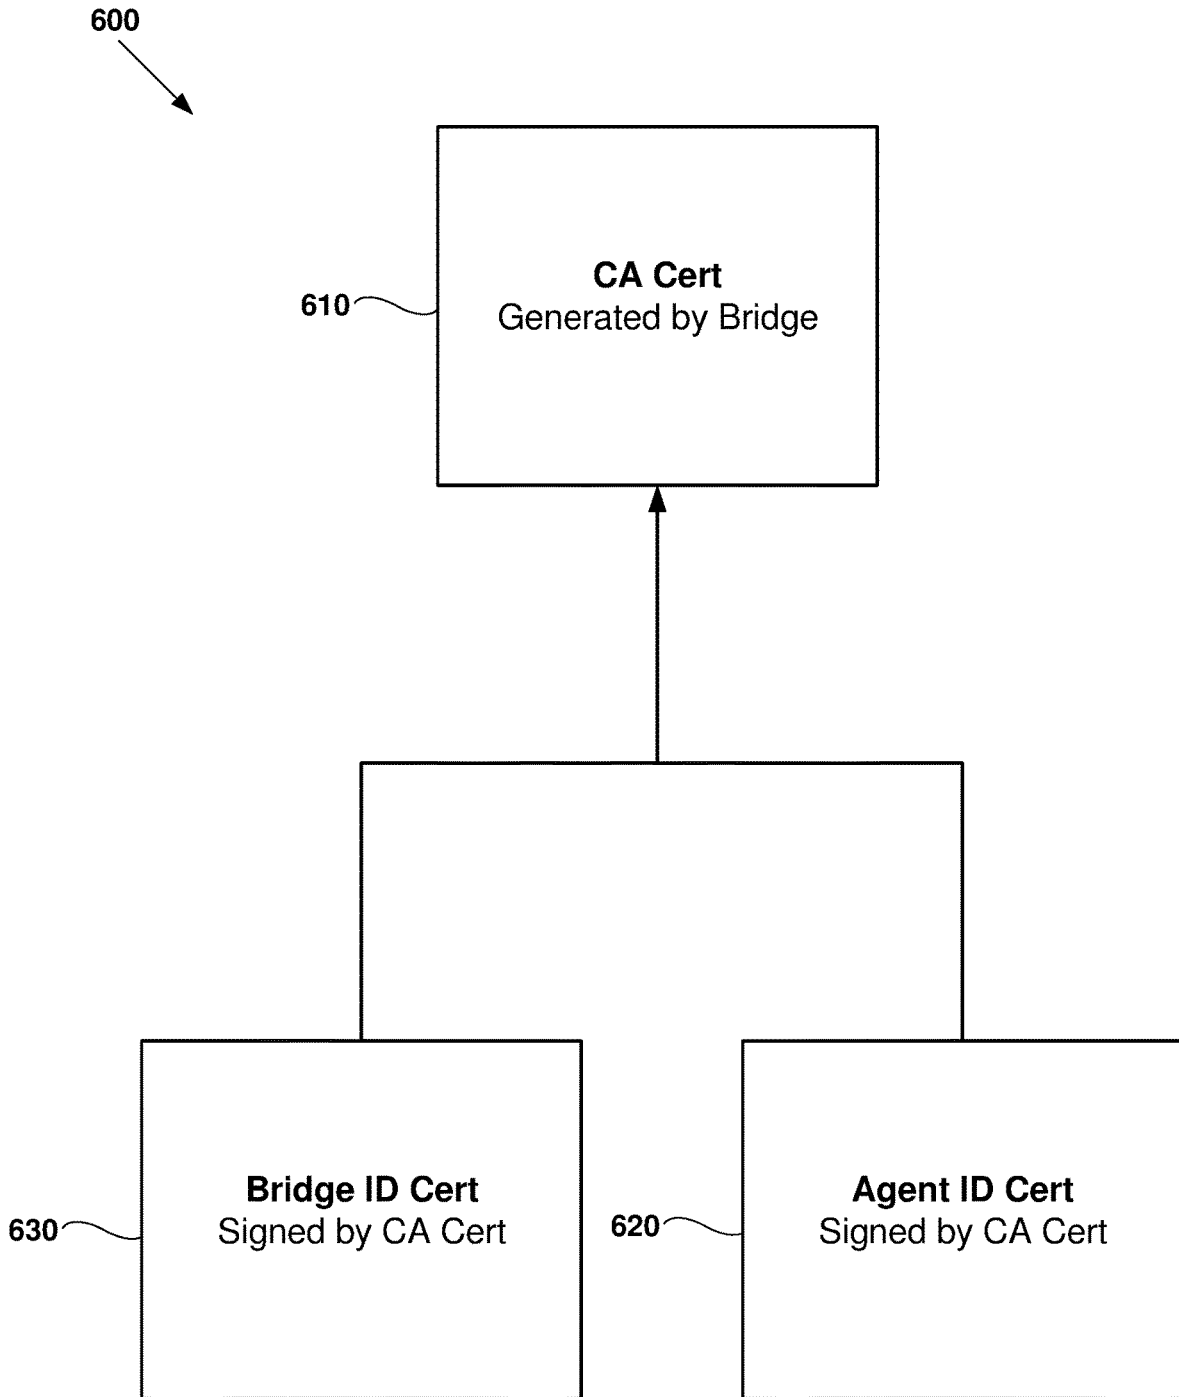 600
CA Cert
610
Generated by Bridge
Bridge ID Cert
Signed by CA Cert
630
Agent ID Cert
Signed by CA Cert
620